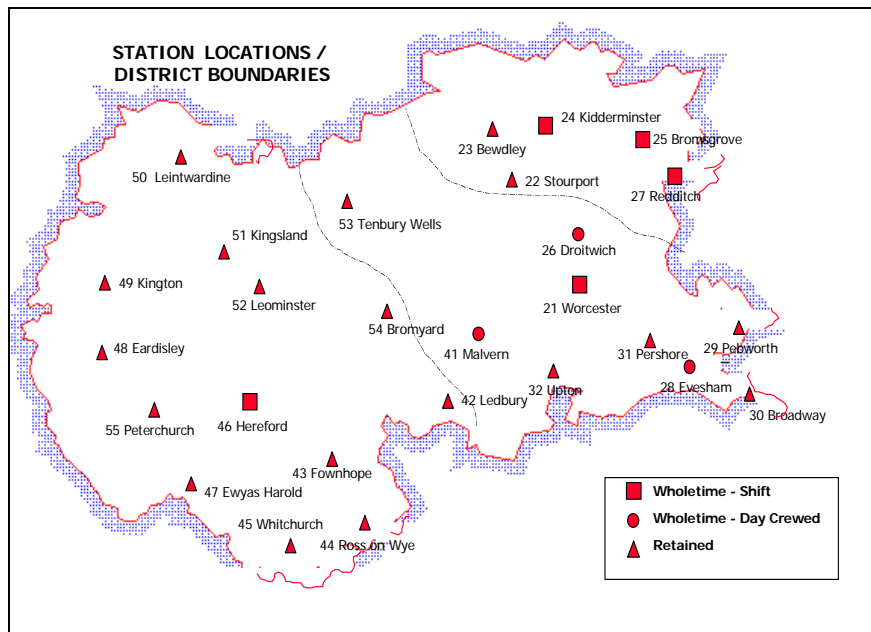 STATION LOCATIONS /
DISTRICT BOUNDARIES
24 Kidderminster
25 Bromsgrove
23 Bewdley
50 Leintwardine
22 Stourport
27 Redditch
53 Tenbury Wells
51 Kingsland
26 Droitwich
49 Kington
52 Leominster
21 Worcester
54 Bromyard
29 Pebworth
48 Eardisley
41 Malvern
31 Pershore
28 Evesham
32 Upton
42 Ledbury
30 Broadway
55 Peterchurch
46 Hereford
43 Fownhope
47 Ewyas Harold
45 Whitchurch
44 Ross on Wye
Wholetime - Shift
Wholetime - Day Crewed
Retained